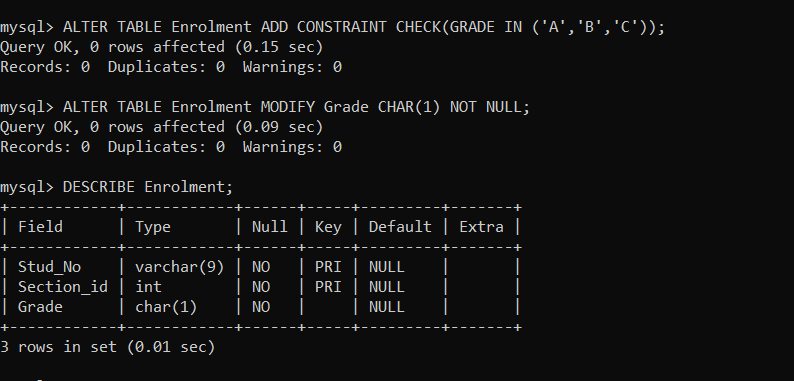 mysql> ALTER TABLE Enrolment ADD CONSTRAINT CHECK(GRADE IN ('A','B','C'));
Query OK, 0 rows affected (0.15 sec)
Records: 0  Duplicates: 0  Warnings: 0
mysql> ALTER TABLE Enrolment MODIFY Grade CHAR(1) NOT NULL;
Query OK, 0 rows affected (0.09 sec)
Records: 0  Duplicates: 0  Warnings: 0
mysql> DESCRIBE Enrolment;
+------------+------------+------+-----+---------+-------+
| Field      | Type       | Null | Key | Default | Extra |
+------------+------------+------+-----+---------+-------+
| Stud_No    | varchar(9) | NO   | PRI | NULL    |       |
| Section_id | int        | NO   | PRI | NULL    |       |
| Grade      | char(1)    | NO   |     | NULL    |       |
+------------+------------+------+-----+---------+-------+
3 rows in set (0.01 sec)